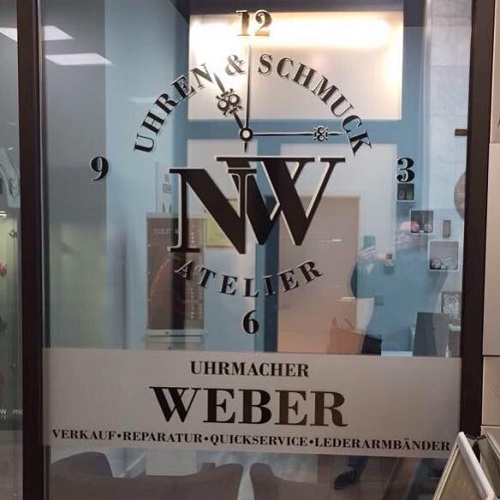 12
UHREN & SCHMUCK
9
3
NW
ATELIER
6
UHRMACHER
WEBER
VERKAUF•REPARATUR•QUICKSERVICE•LEDERARMBÄNDER